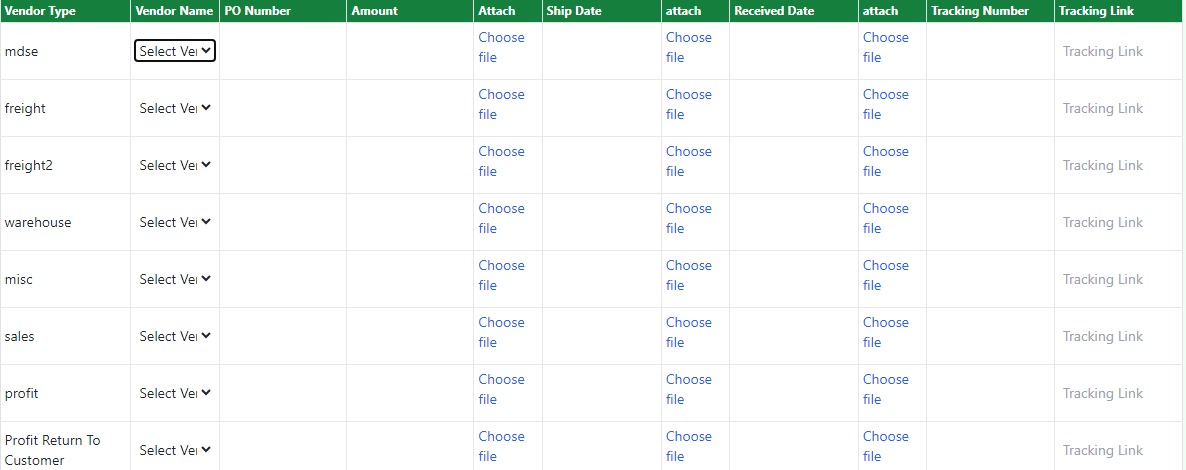 Vendor Type Vendor Name PO Number Amount Attach Ship Date attach Received Date attach Tracking Number Tracking Link
mdse Select Ve Choose file Choose file Choose file Tracking Link
freight Select Ve Choose file Choose file Choose file Tracking Link
freight2 Select Ve Choose file Choose file Choose file Tracking Link
warehouse Select Ve Choose file Choose file Choose file Tracking Link
misc Select Ve Choose file Choose file Choose file Tracking Link
sales Select Ve Choose file Choose file Choose file Tracking Link
profit Select Ve Choose file Choose file Choose file Tracking Link
Profit Return To Customer Select Ve Choose file Choose file Choose file Tracking Link